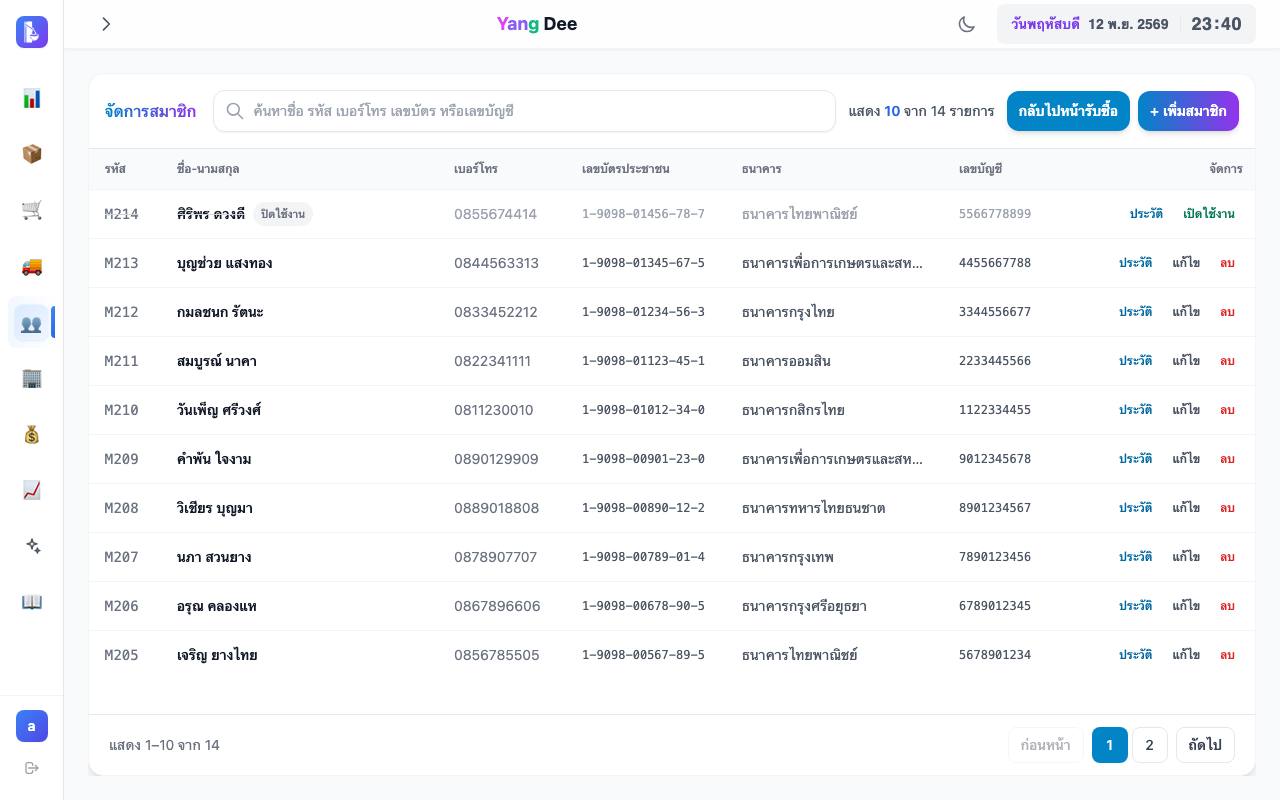 Yang Dee
วันพฤหัสบดี 12 พ.ย. 2569 23:40
จัดการสมาชิก
ค้นหาชื่อ รหัส เบอร์โทร เลขบัตร หรือเลขบัญชี
แสดง 10 จาก 14 รายการ
กลับไปหน้ารับซื้อ
+ เพิ่มสมาชิก
รหัส ชื่อ-นามสกุล เบอร์โทร เลขบัตรประชาชน ธนาคาร เลขบัญชี จัดการ
M214 ศิริพร ดวงดี ปิดใช้งาน 0855674414 1-9098-01456-78-7 ธนาคารไทยพาณิชย์ 5566778899 ประวัติ เปิดใช้งาน
M213 บุญช่วย แสงทอง 0844563313 1-9098-01345-67-5 ธนาคารเพื่อการเกษตรและสห... 4455667788 ประวัติ แก้ไข ลบ
M212 กมลชนก รัตนะ 0833452212 1-9098-01234-56-3 ธนาคารกรุงไทย 3344556677 ประวัติ แก้ไข ลบ
M211 สมบูรณ์ นาคา 0822341111 1-9098-01123-45-1 ธนาคารออมสิน 2233445566 ประวัติ แก้ไข ลบ
M210 วันเพ็ญ ศรีวงศ์ 0811230010 1-9098-01012-34-0 ธนาคารกสิกรไทย 1122334455 ประวัติ แก้ไข ลบ
M209 คำพัน ใจงาม 0890129909 1-9098-00901-23-0 ธนาคารเพื่อการเกษตรและสห... 9012345678 ประวัติ แก้ไข ลบ
M208 วิเชียร บุญมา 0889018808 1-9098-00890-12-2 ธนาคารทหารไทยธนชาต 8901234567 ประวัติ แก้ไข ลบ
M207 นภา สวนยาง 0878907707 1-9098-00789-01-4 ธนาคารกรุงเทพ 7890123456 ประวัติ แก้ไข ลบ
M206 อรุณ คลองแห 0867896606 1-9098-00678-90-5 ธนาคารกรุงศรีอยุธยา 6789012345 ประวัติ แก้ไข ลบ
M205 เจริญ ยางไทย 0856785505 1-9098-00567-89-5 ธนาคารไทยพาณิชย์ 5678901234 ประวัติ แก้ไข ลบ
a
แสดง 1–10 จาก 14
ก่อนหน้า 1 2 ถัดไป